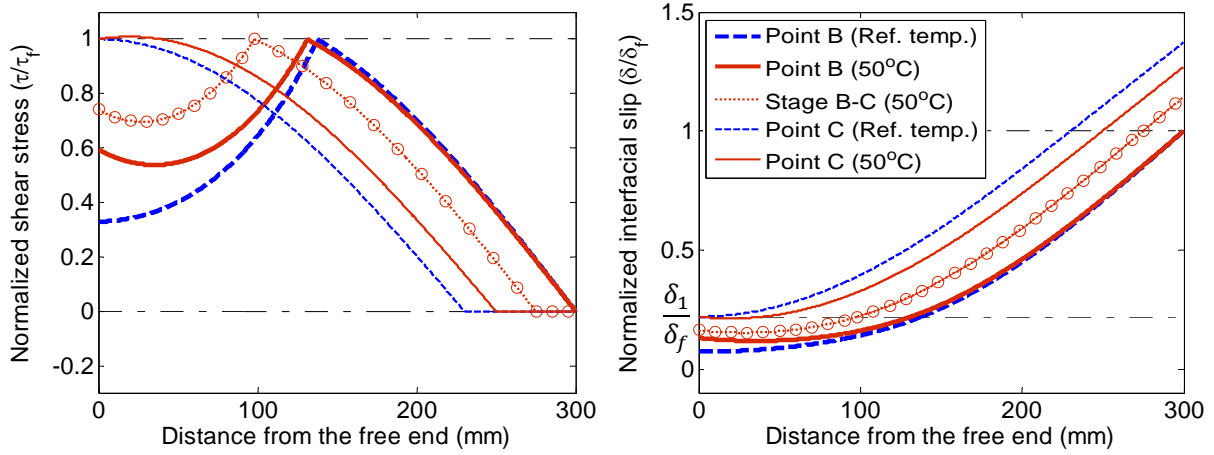 Normalized shear stress (τ/τf)
1
0.8
0.6
0.4
0.2
0
-0.2
0
100
200
300
Distance from the free end (mm)
Normalized interfacial slip (δ/δf)
1.5
1
0.5
δ1
δf
0
0
100
200
300
Distance from the free end (mm)
Point B (Ref. temp.)
Point B (50°C)
Stage B-C (50°C)
Point C (Ref. temp.)
Point C (50°C)